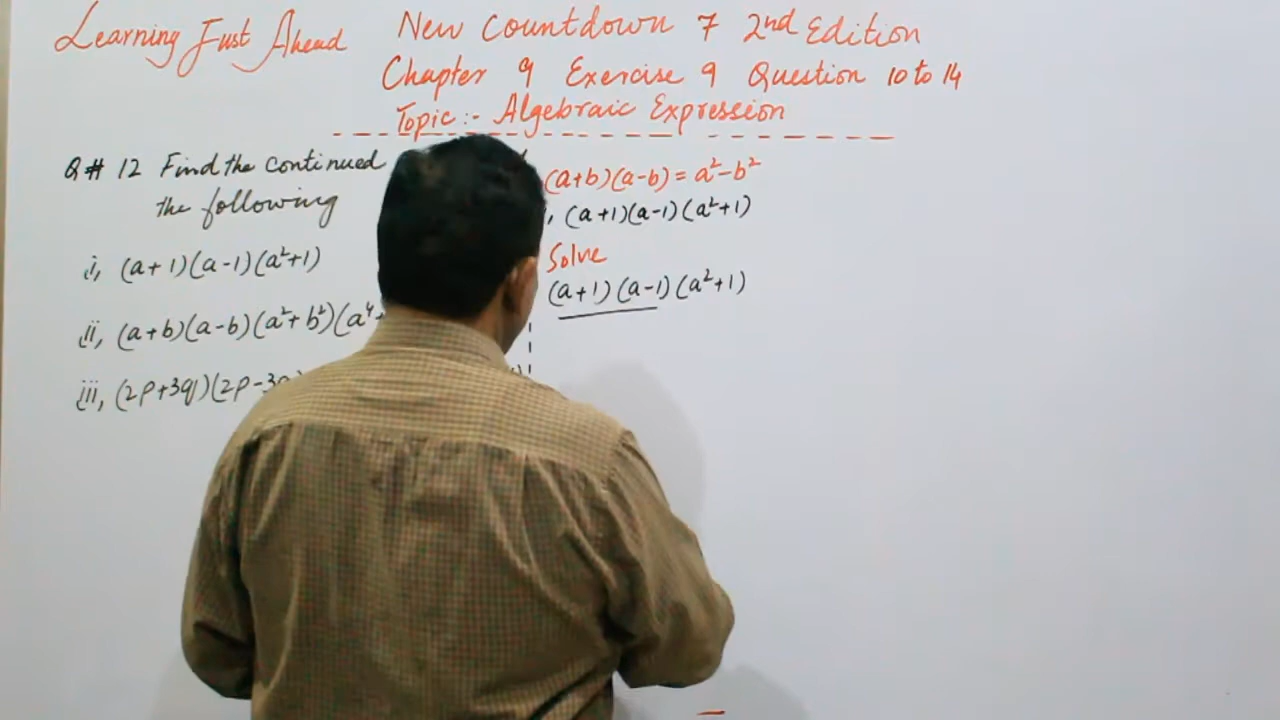 Learning Just Ahead
New Countdown 7 2nd Edition
Chapter 9 Exercise 9 Question 10 to 14
Topic:- Algebraic Expression
Q# 12 Find the continued
the following
i, (a+1)(a-1)(a²+1)
ii, (a+b)(a-b)(a²+b²)(a⁴+
iii, (2p+3q)(2p-3q)
(a+b)(a-b) = a²-b²
, (a+1)(a-1)(a²+1)
Solve
(a+1)(a-1)(a²+1)